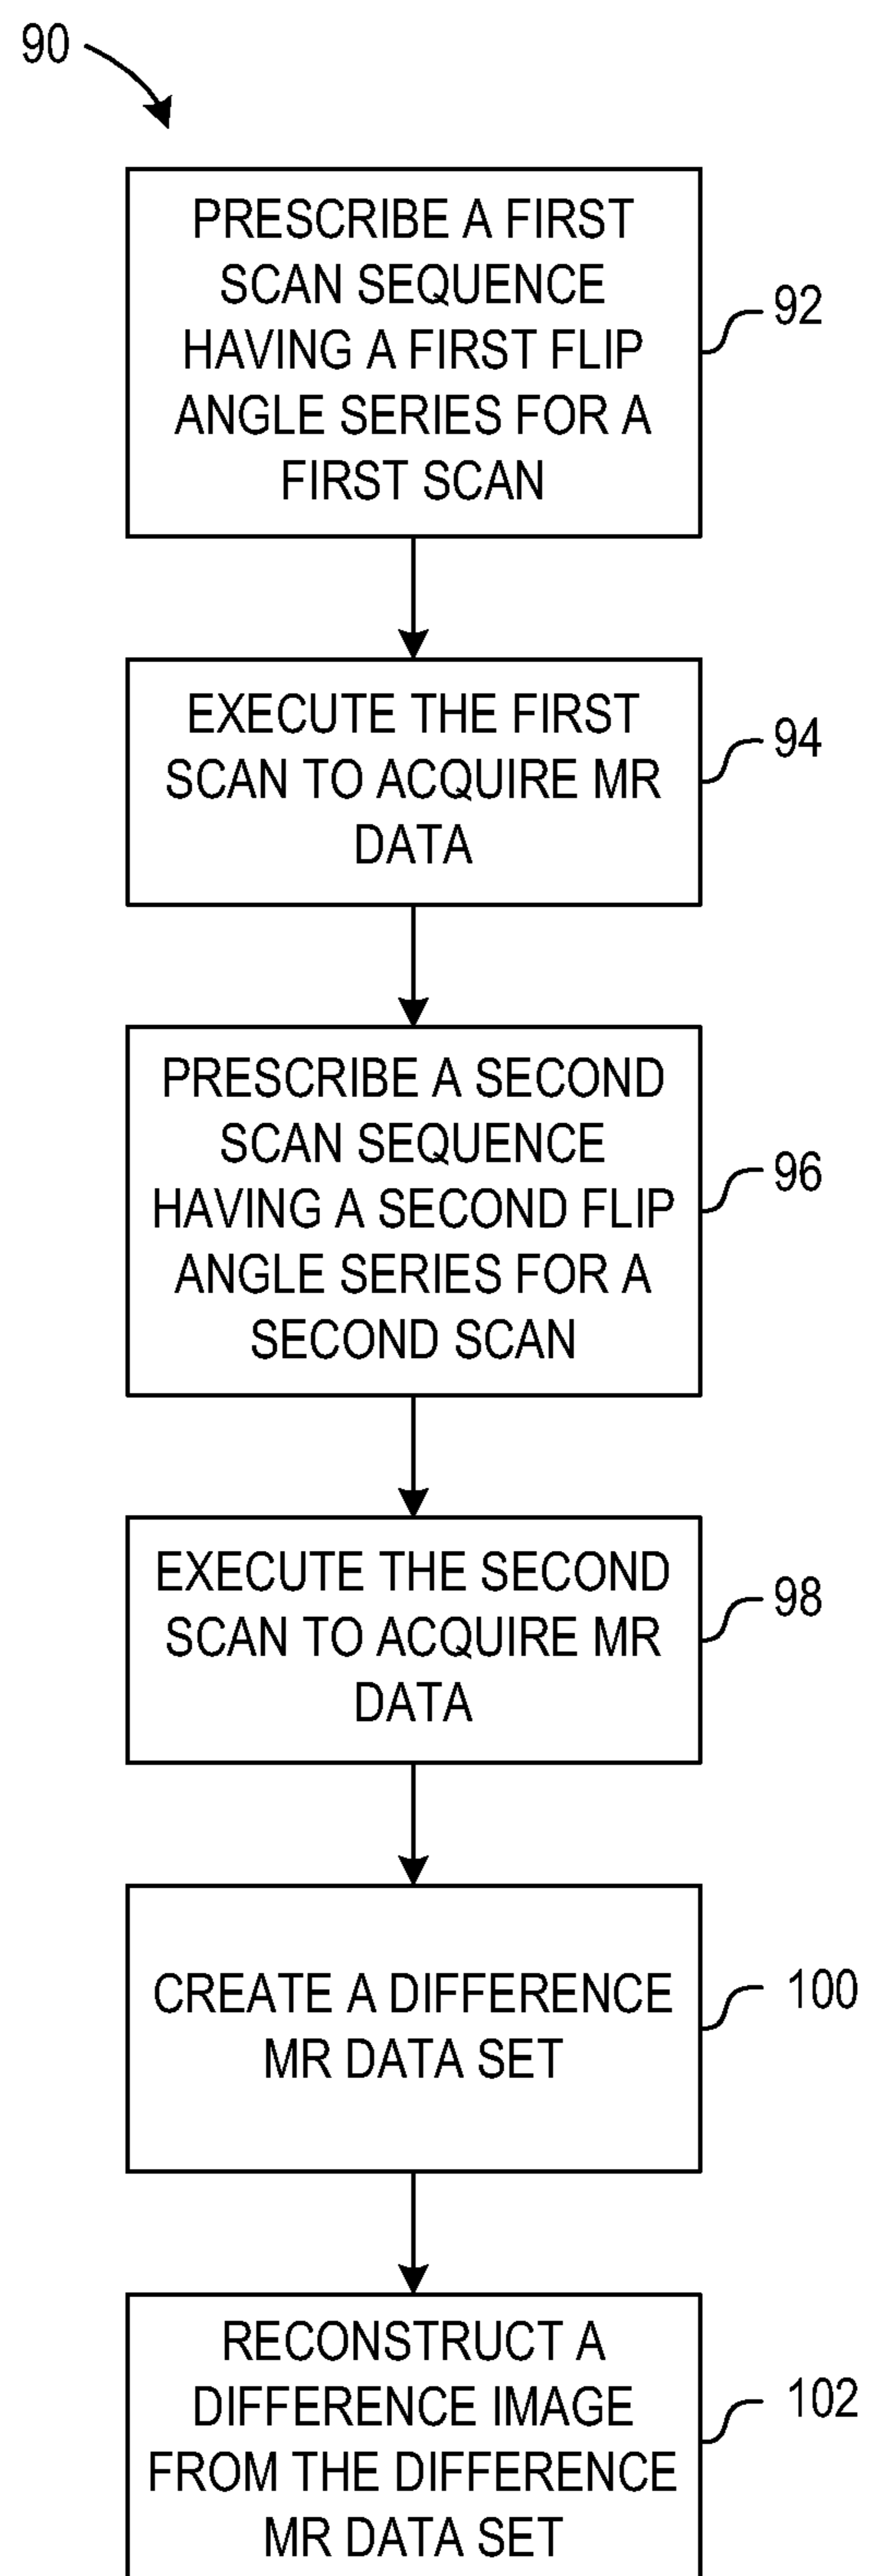 90
PRESCRIBE A FIRST
SCAN SEQUENCE
HAVING A FIRST FLIP
ANGLE SERIES FOR A
FIRST SCAN
92
EXECUTE THE FIRST
SCAN TO ACQUIRE MR
DATA
94
PRESCRIBE A SECOND
SCAN SEQUENCE
HAVING A SECOND FLIP
ANGLE SERIES FOR A
SECOND SCAN
96
EXECUTE THE SECOND
SCAN TO ACQUIRE MR
DATA
98
CREATE A DIFFERENCE
MR DATA SET
100
RECONSTRUCT A
DIFFERENCE IMAGE
FROM THE DIFFERENCE
MR DATA SET
102